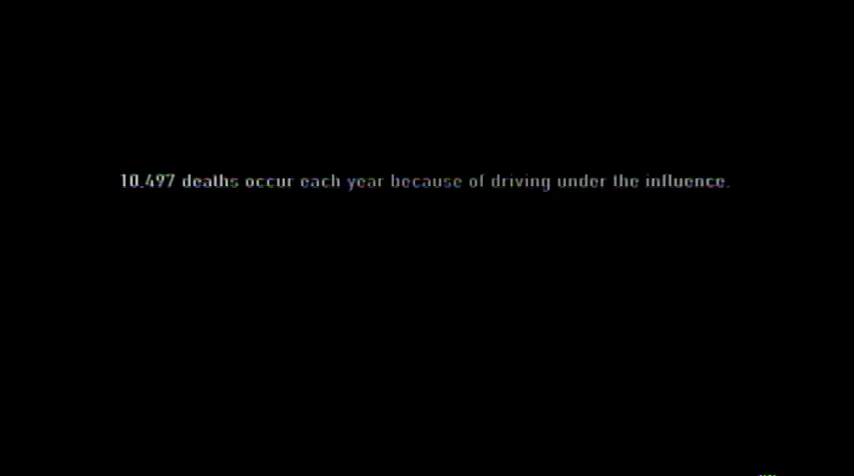 10,497 deaths occur each year because of driving under the influence.